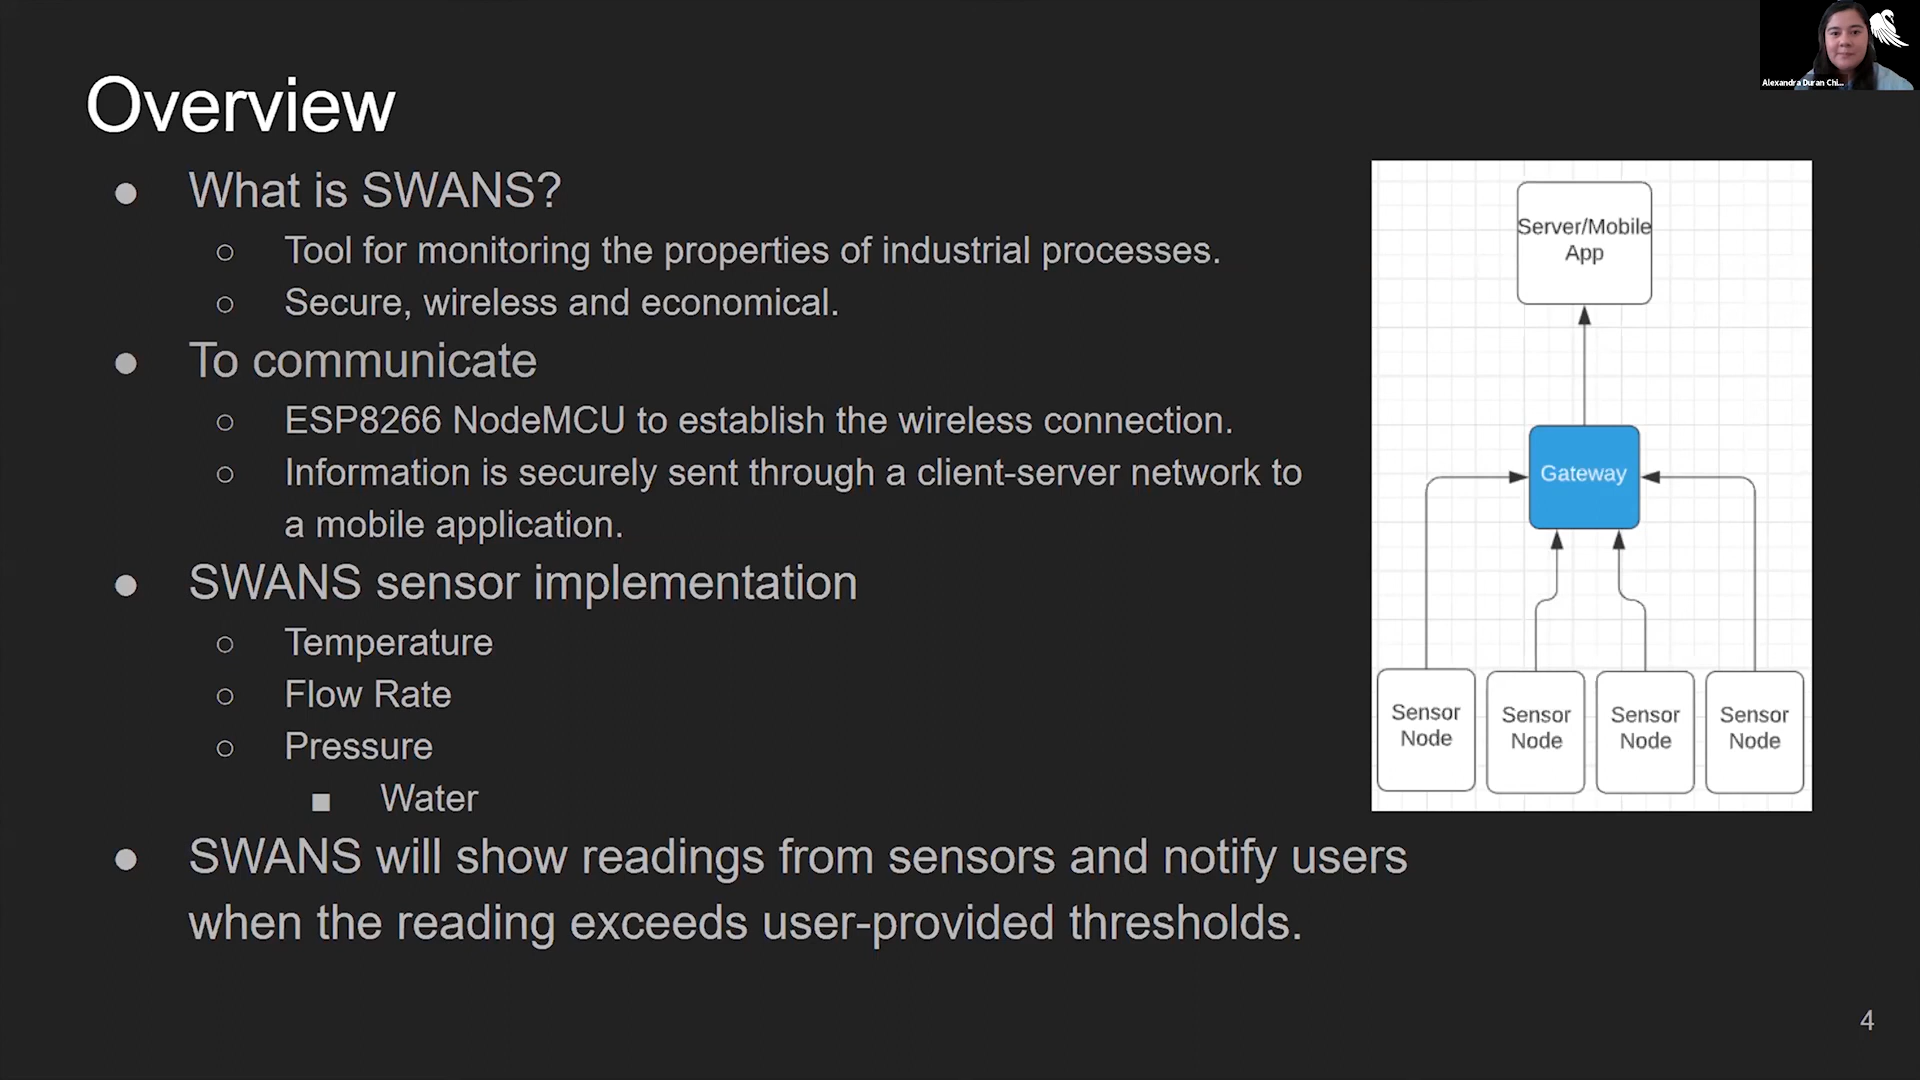 Alexandra Duran Chi...
Overview
● What is SWANS?
○ Tool for monitoring the properties of industrial processes.
○ Secure, wireless and economical.
● To communicate
○ ESP8266 NodeMCU to establish the wireless connection.
○ Information is securely sent through a client-server network to
a mobile application.
● SWANS sensor implementation
○ Temperature
○ Flow Rate
○ Pressure
■ Water
● SWANS will show readings from sensors and notify users
when the reading exceeds user-provided thresholds.
Server/Mobile
App
Gateway
Sensor
Node
Sensor
Node
Sensor
Node
Sensor
Node
4